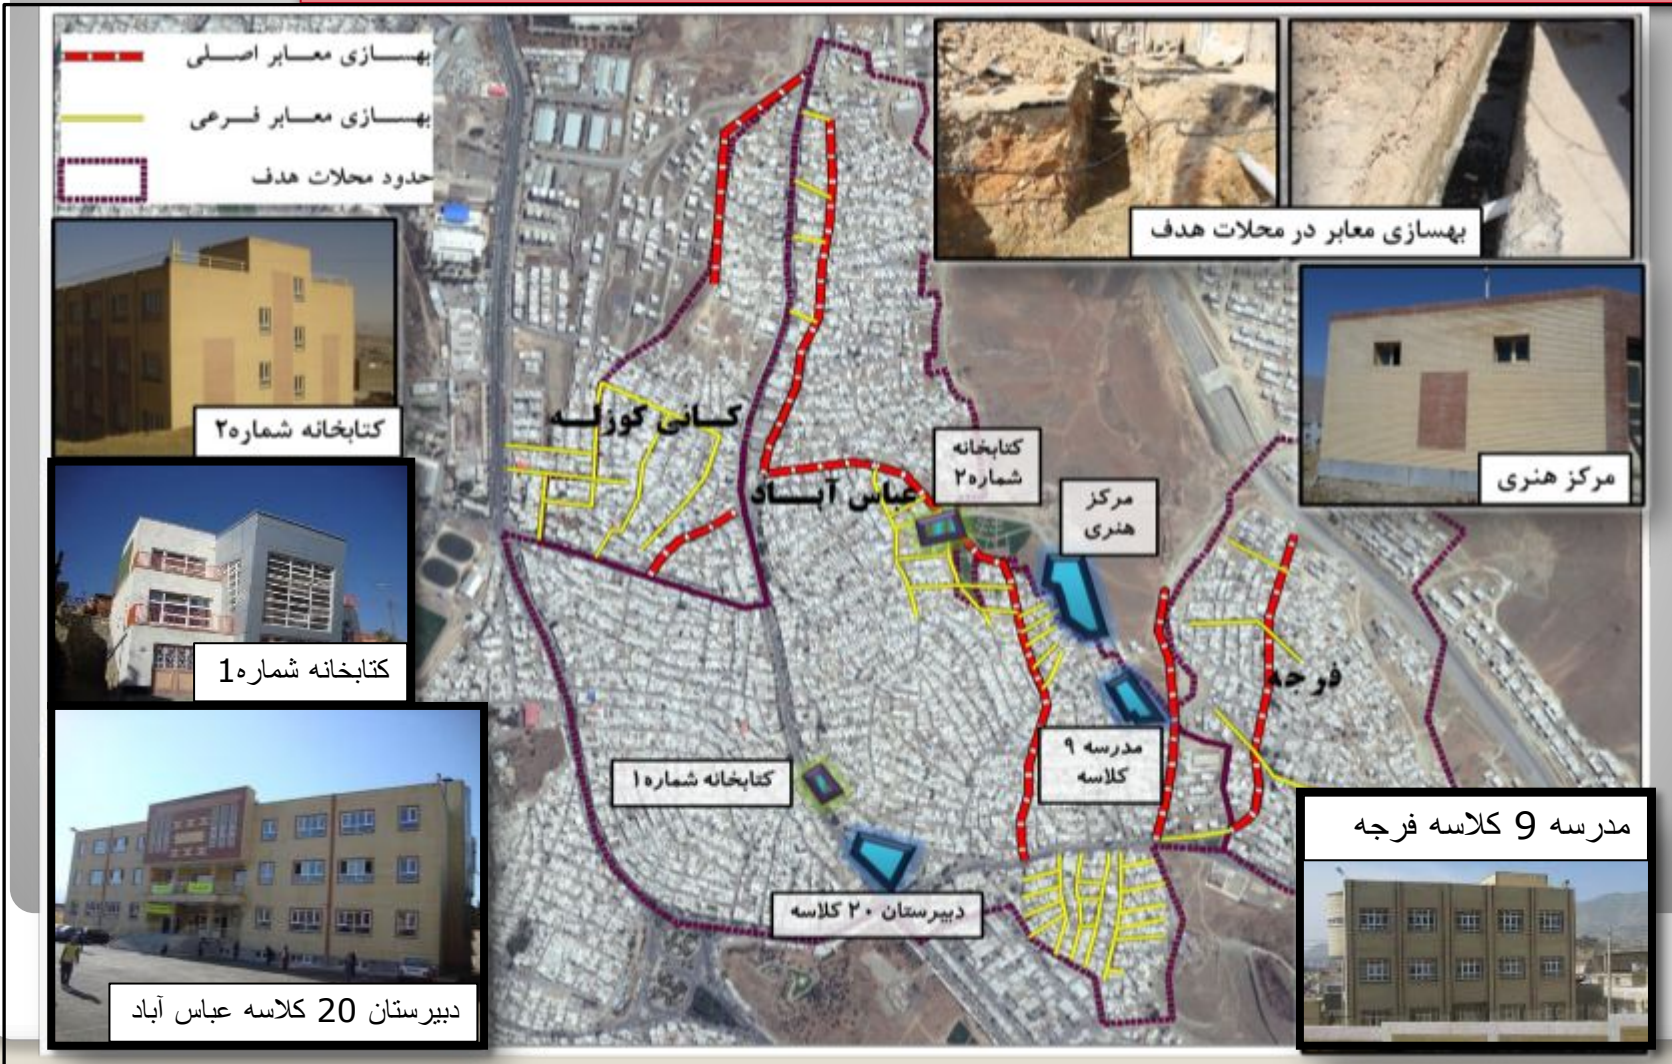 بهسازی معابر اصلی
بهسازی معابر فرعی
حدود محلات هدف
بهسازی معابر در محلات هدف
کتابخانه شماره۲
مرکز هنری
کانی کوزله
عباس آباد
کتابخانه
شماره۲
مرکز
هنری
کتابخانه شماره1
فرجه
مدرسه ۹
کلاسه
کتابخانه شماره۱
دبیرستان ۲۰ کلاسه
مدرسه 9 کلاسه فرجه
دبیرستان 20 کلاسه عباس آباد